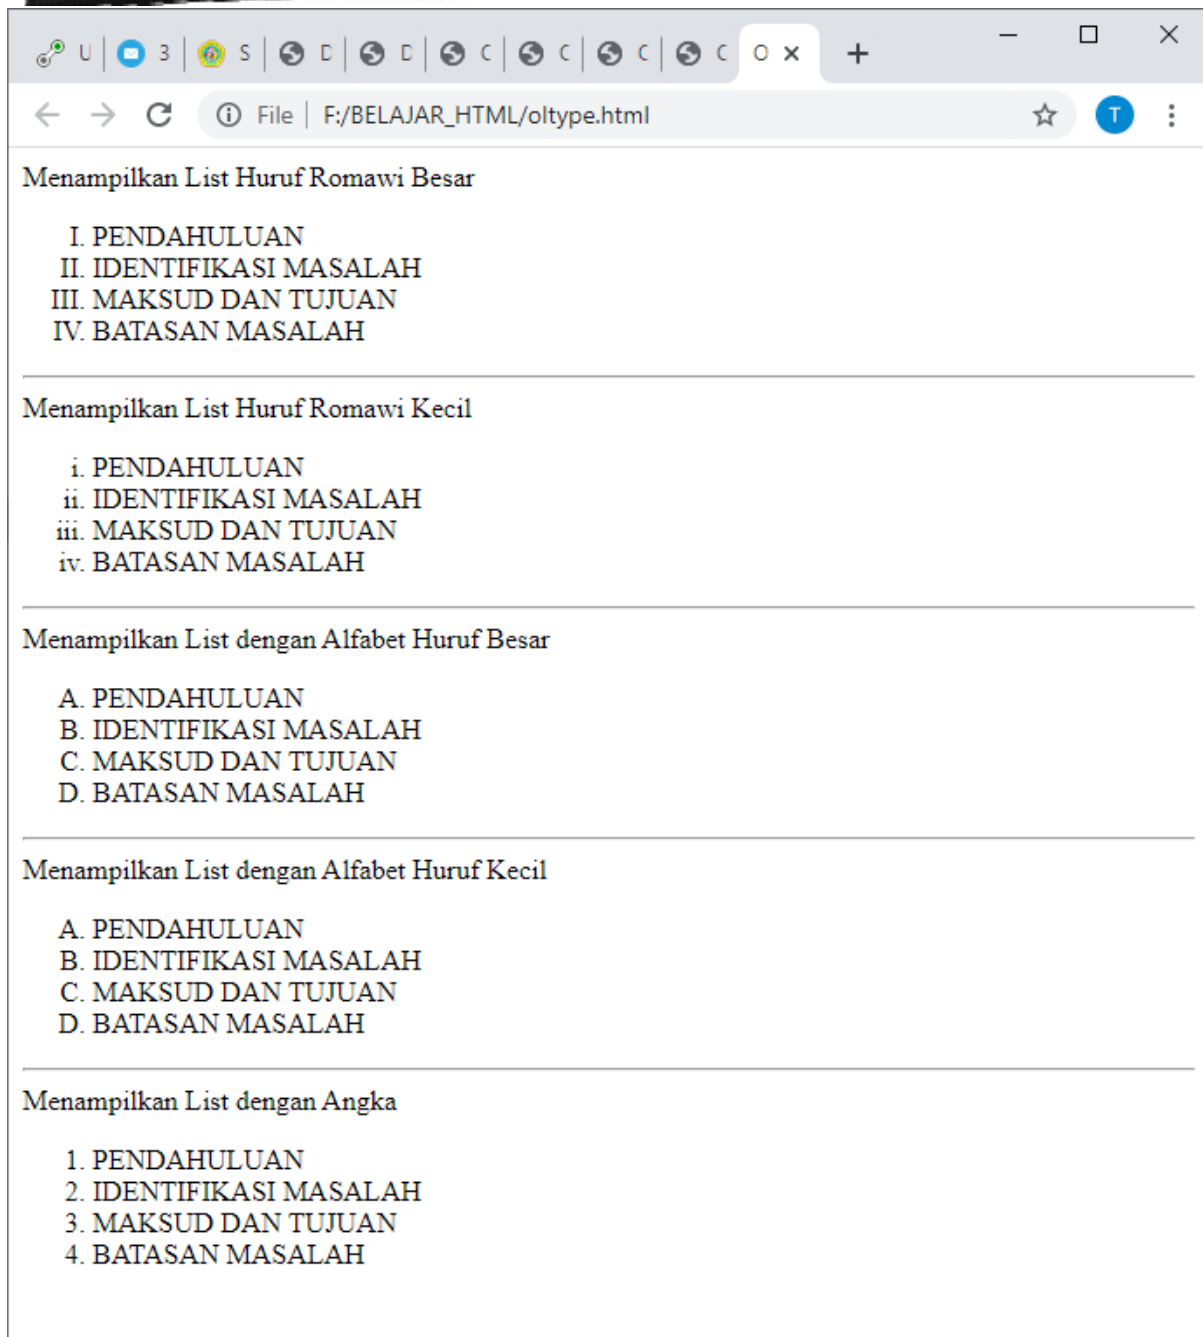 U
3
S
D
D
C
C
C
C
O
File
F:/BELAJAR_HTML/oltype.html
T
Menampilkan List Huruf Romawi Besar
I. PENDAHULUAN
II. IDENTIFIKASI MASALAH
III. MAKSUD DAN TUJUAN
IV. BATASAN MASALAH
Menampilkan List Huruf Romawi Kecil
i. PENDAHULUAN
ii. IDENTIFIKASI MASALAH
iii. MAKSUD DAN TUJUAN
iv. BATASAN MASALAH
Menampilkan List dengan Alfabet Huruf Besar
A. PENDAHULUAN
B. IDENTIFIKASI MASALAH
C. MAKSUD DAN TUJUAN
D. BATASAN MASALAH
Menampilkan List dengan Alfabet Huruf Kecil
A. PENDAHULUAN
B. IDENTIFIKASI MASALAH
C. MAKSUD DAN TUJUAN
D. BATASAN MASALAH
Menampilkan List dengan Angka
1. PENDAHULUAN
2. IDENTIFIKASI MASALAH
3. MAKSUD DAN TUJUAN
4. BATASAN MASALAH